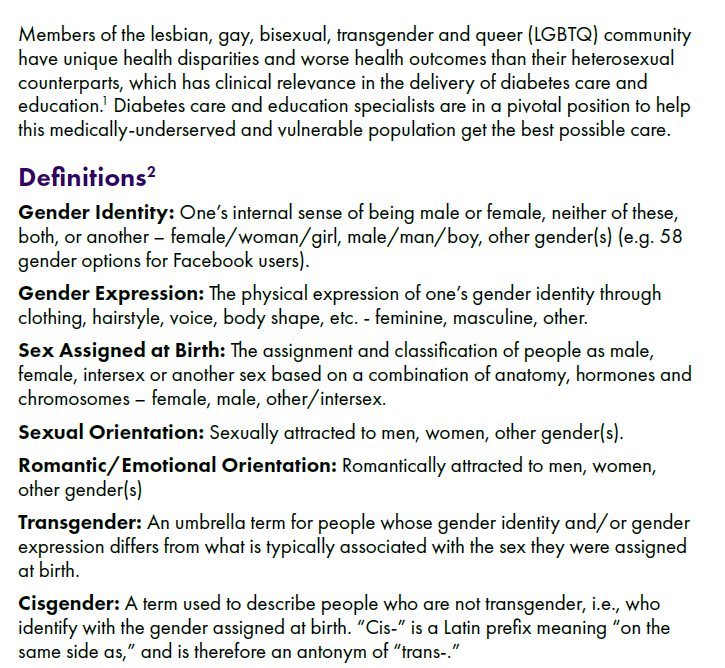 Members of the lesbian, gay, bisexual, transgender and queer (LGBTQ) community
have unique health disparities and worse health outcomes than their heterosexual
counterparts, which has clinical relevance in the delivery of diabetes care and
education.¹ Diabetes care and education specialists are in a pivotal position to help
this medically-underserved and vulnerable population get the best possible care.
Definitions²
Gender Identity: One’s internal sense of being male or female, neither of these,
both, or another – female/woman/girl, male/man/boy, other gender(s) (e.g. 58
gender options for Facebook users).
Gender Expression: The physical expression of one’s gender identity through
clothing, hairstyle, voice, body shape, etc. - feminine, masculine, other.
Sex Assigned at Birth: The assignment and classification of people as male,
female, intersex or another sex based on a combination of anatomy, hormones and
chromosomes – female, male, other/intersex.
Sexual Orientation: Sexually attracted to men, women, other gender(s).
Romantic/Emotional Orientation: Romantically attracted to men, women,
other gender(s)
Transgender: An umbrella term for people whose gender identity and/or gender
expression differs from what is typically associated with the sex they were assigned
at birth.
Cisgender: A term used to describe people who are not transgender, i.e., who
identify with the gender assigned at birth. “Cis-” is a Latin prefix meaning “on the
same side as,” and is therefore an antonym of “trans-.”